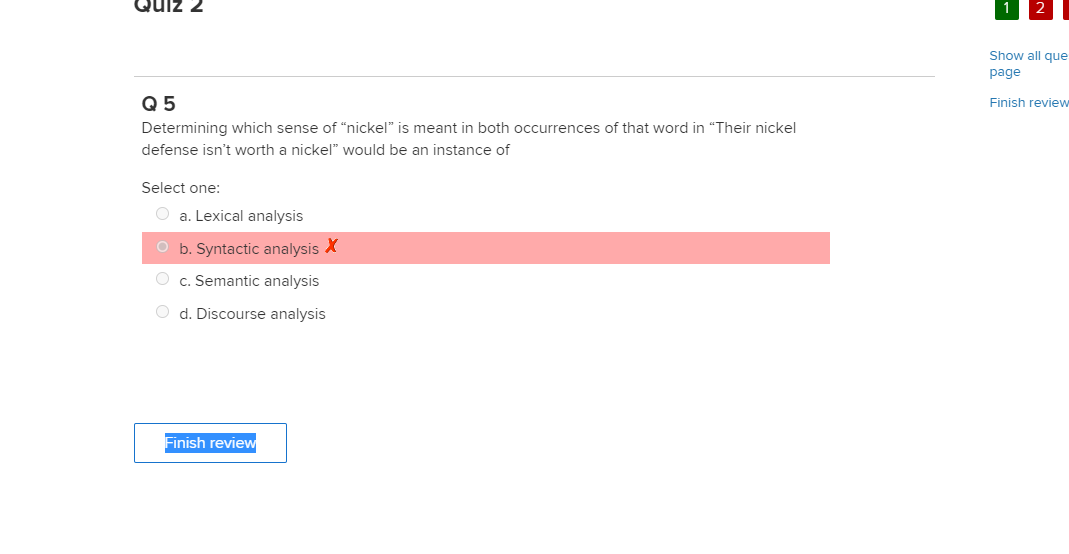 Quiz 2
1 2
Show all que
page
Finish review
Q 5
Determining which sense of “nickel” is meant in both occurrences of that word in “Their nickel
defense isn’t worth a nickel” would be an instance of
Select one:
a. Lexical analysis
b. Syntactic analysis ✗
c. Semantic analysis
d. Discourse analysis
Finish review